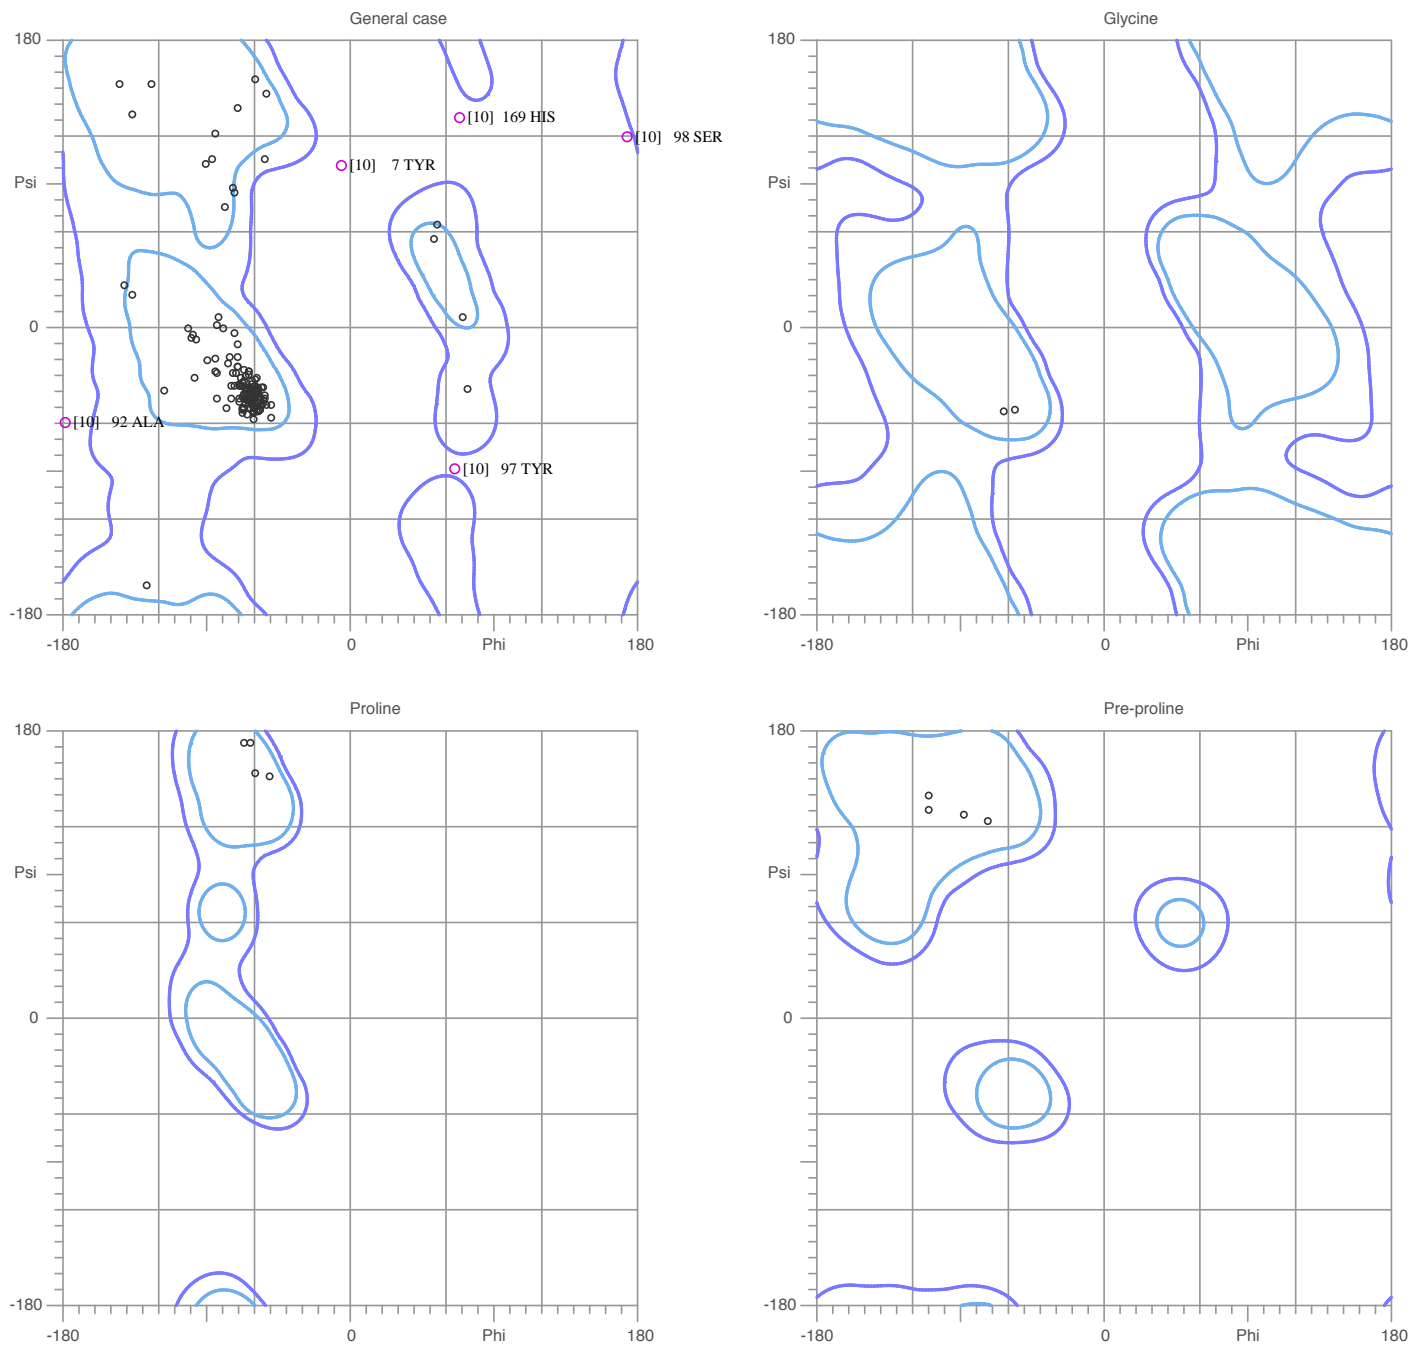 General case
Glycine
180
180
[10] 169 HIS
[10] 98 SER
[10] 7 TYR
Psi
Psi
0
0
[10] 92 ALA
[10] 97 TYR
-180
-180
-180 0 Phi 180
-180 0 Phi 180
Proline
Pre-proline
180
180
Psi
Psi
0
0
-180
-180
-180 0 Phi 180
-180 0 Phi 180